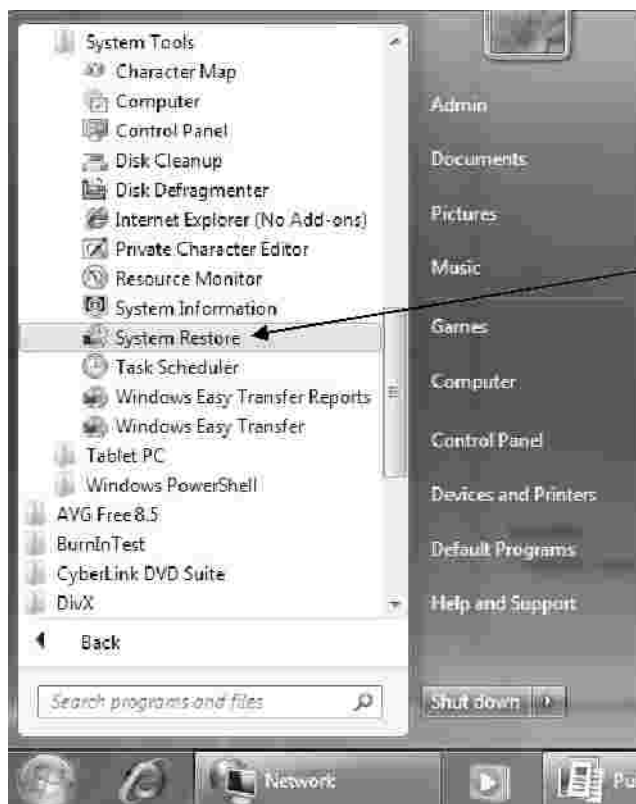 System Tools
Character Map
Computer
Control Panel
Disk Cleanup
Disk Defragmenter
Internet Explorer (No Add-ons)
Private Character Editor
Resource Monitor
System Information
System Restore
Task Scheduler
Windows Easy Transfer Reports
Windows Easy Transfer
Tablet PC
Windows PowerShell
AVG Free 8.5
BurnInTest
CyberLink DVD Suite
DivX
Back
Search programs and files
Admin
Documents
Pictures
Music
Games
Computer
Control Panel
Devices and Printers
Default Programs
Help and Support
Shut down
Network
Pu